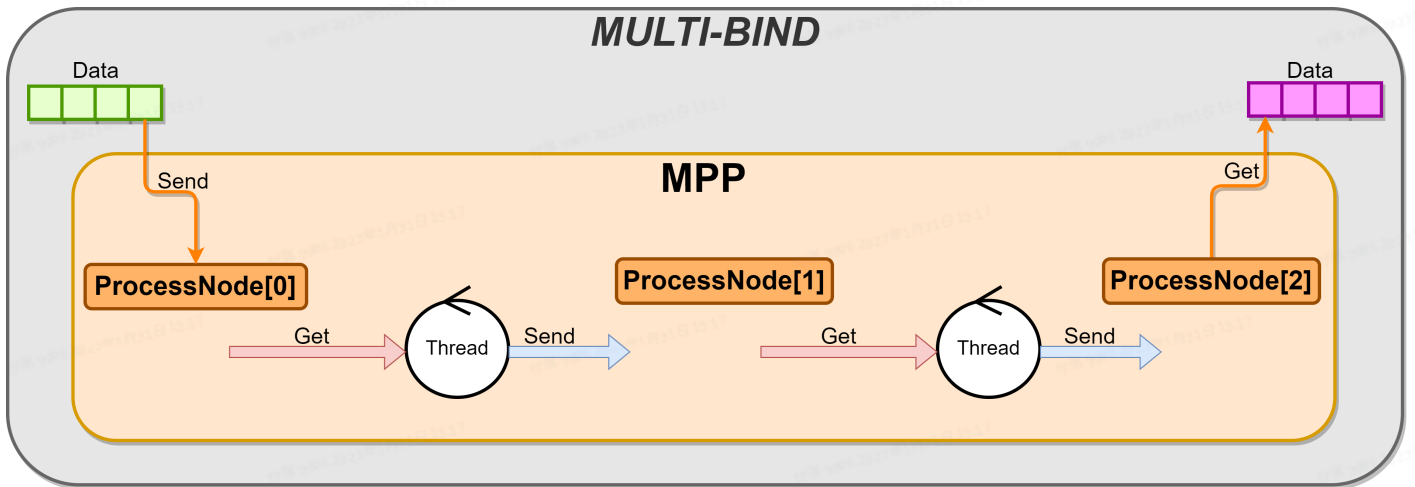 MULTI-BIND
Data
Data
MPP
Send
Get
ProcessNode[0]
ProcessNode[1]
ProcessNode[2]
Get
Thread
Send
Get
Thread
Send